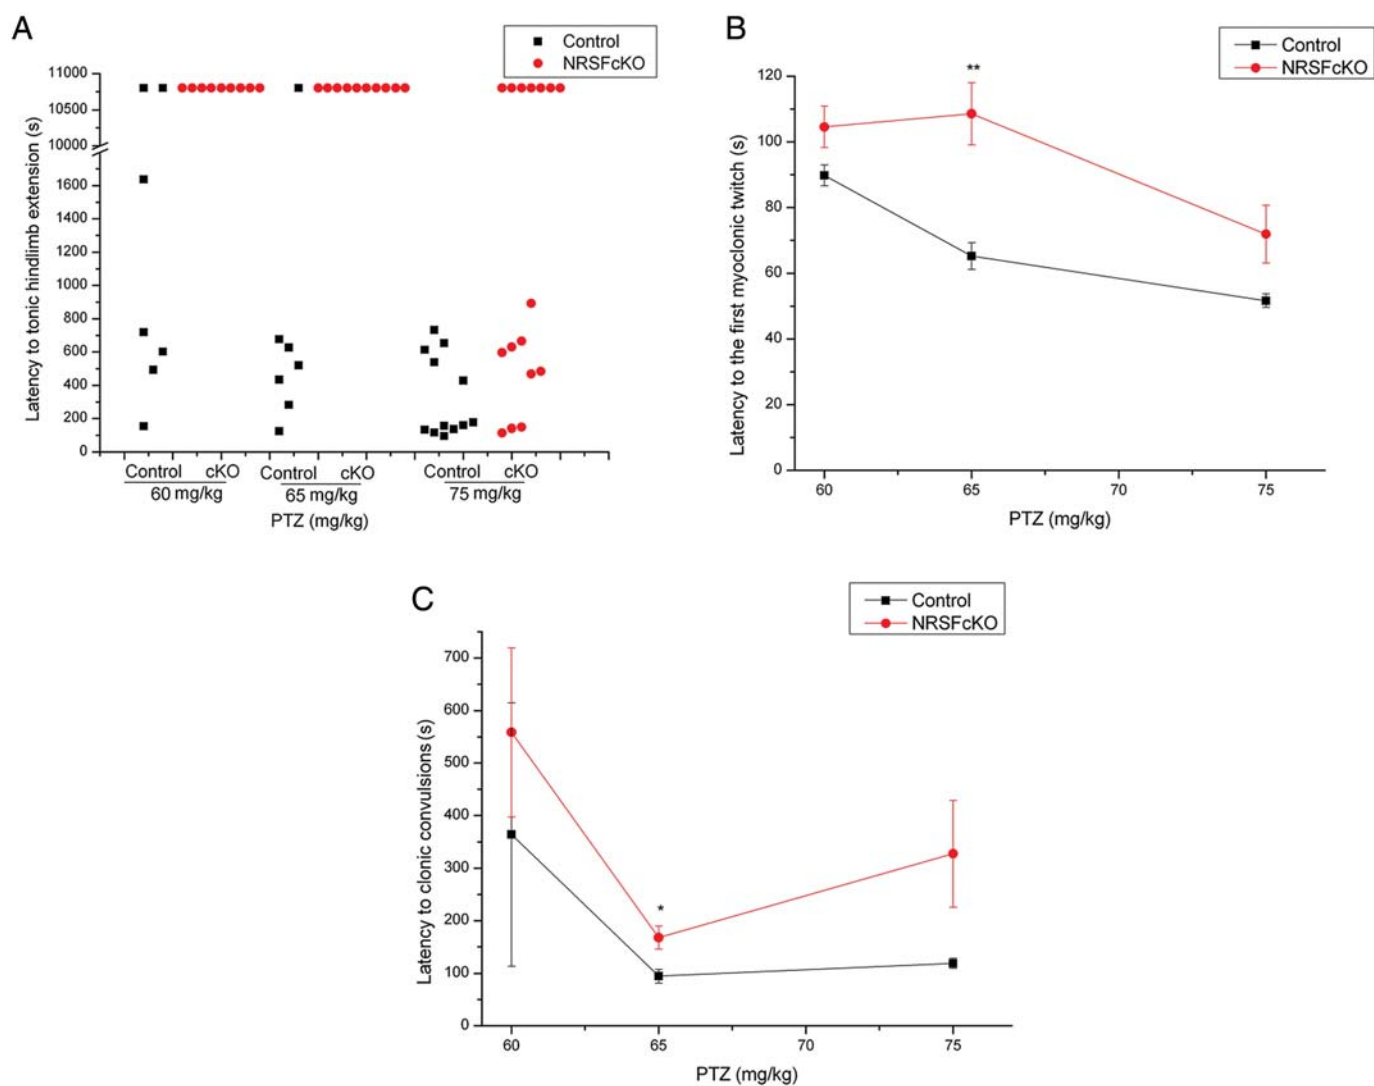 A
Control
NRSFcKO
Latency to tonic hindlimb extension (s)
11000
10500
10000
1600
1400
1200
1000
800
600
400
200
0
Control cKO Control cKO Control cKO
60 mg/kg 65 mg/kg 75 mg/kg
PTZ (mg/kg)
B
Control
NRSFcKO
Latency to the first myoclonic twitch (s)
120
100
80
60
40
20
0
**
60 65 70 75
PTZ (mg/kg)
C
Control
NRSFcKO
Latency to clonic convulsions (s)
700
600
500
400
300
200
100
0
*
60 65 70 75
PTZ (mg/kg)